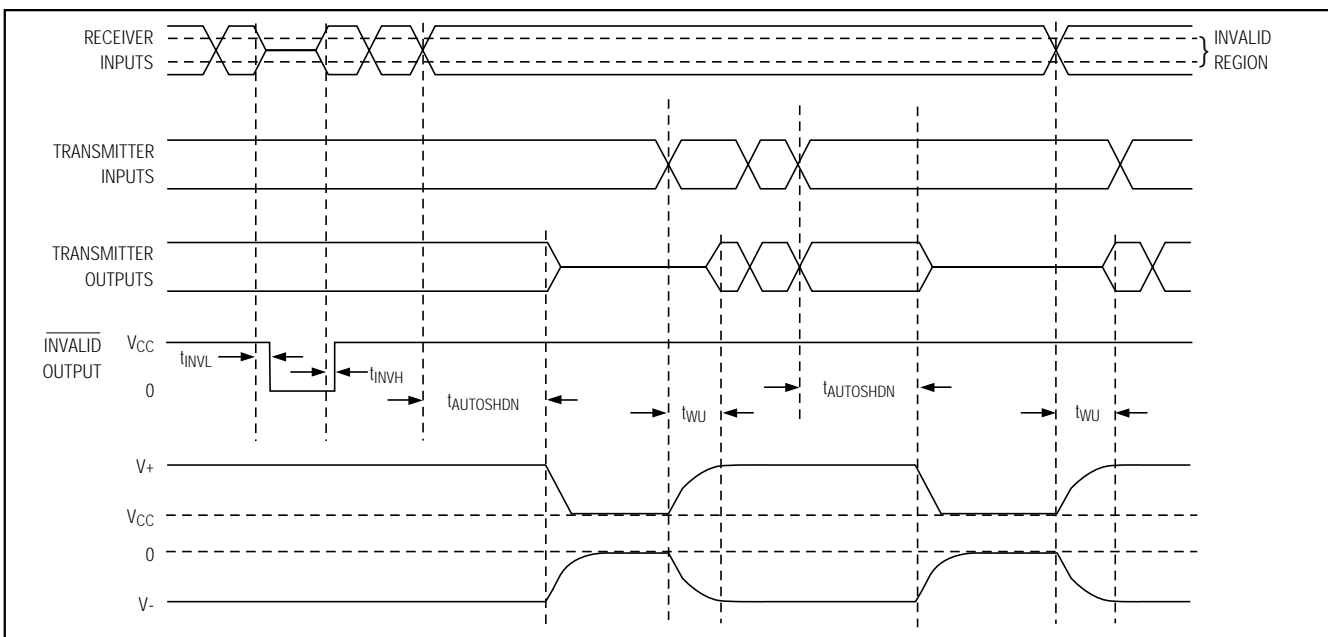 RECEIVER
INPUTS
} INVALID
REGION
TRANSMITTER
INPUTS
TRANSMITTER
OUTPUTS
INVALID
OUTPUT
VCC
0
tINVL
tINVH
tAUTOSHDN
tWU
tAUTOSHDN
tWU
V+
VCC
0
V-